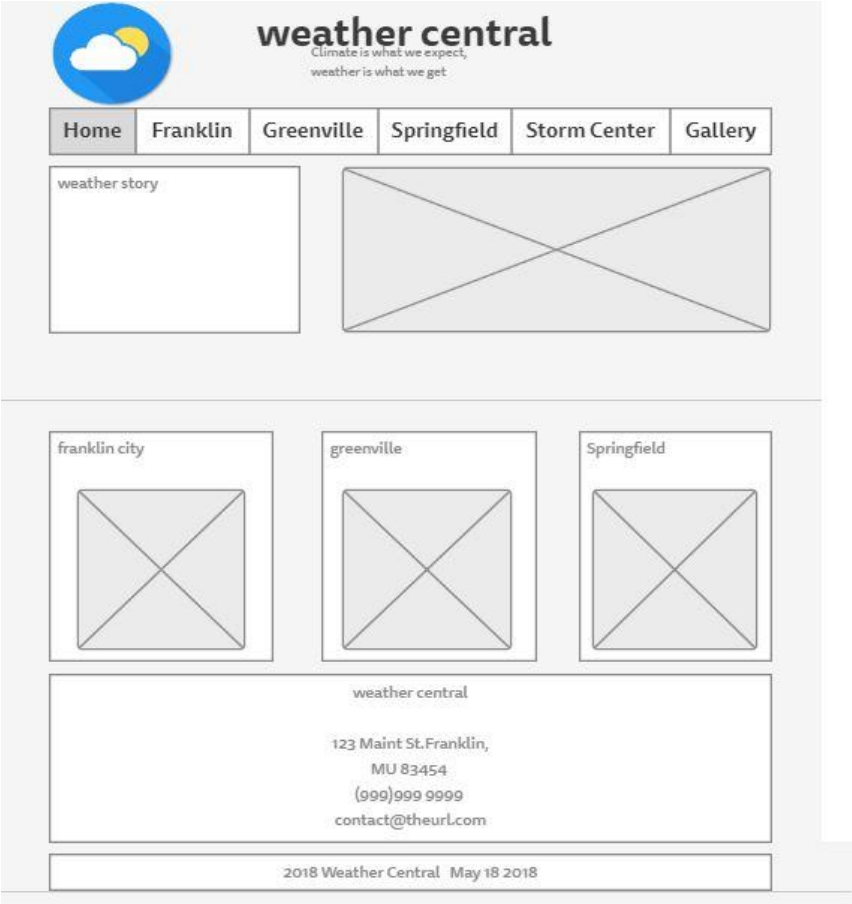 weather central
Climate is what we expect,
weather is what we get
Home Franklin Greenville Springfield Storm Center Gallery
weather story
franklin city
greenville
Springfield
weather central
123 Maint St.Franklin,
MU 83454
(999)999 9999
contact@theurl.com
2018 Weather Central May 18 2018